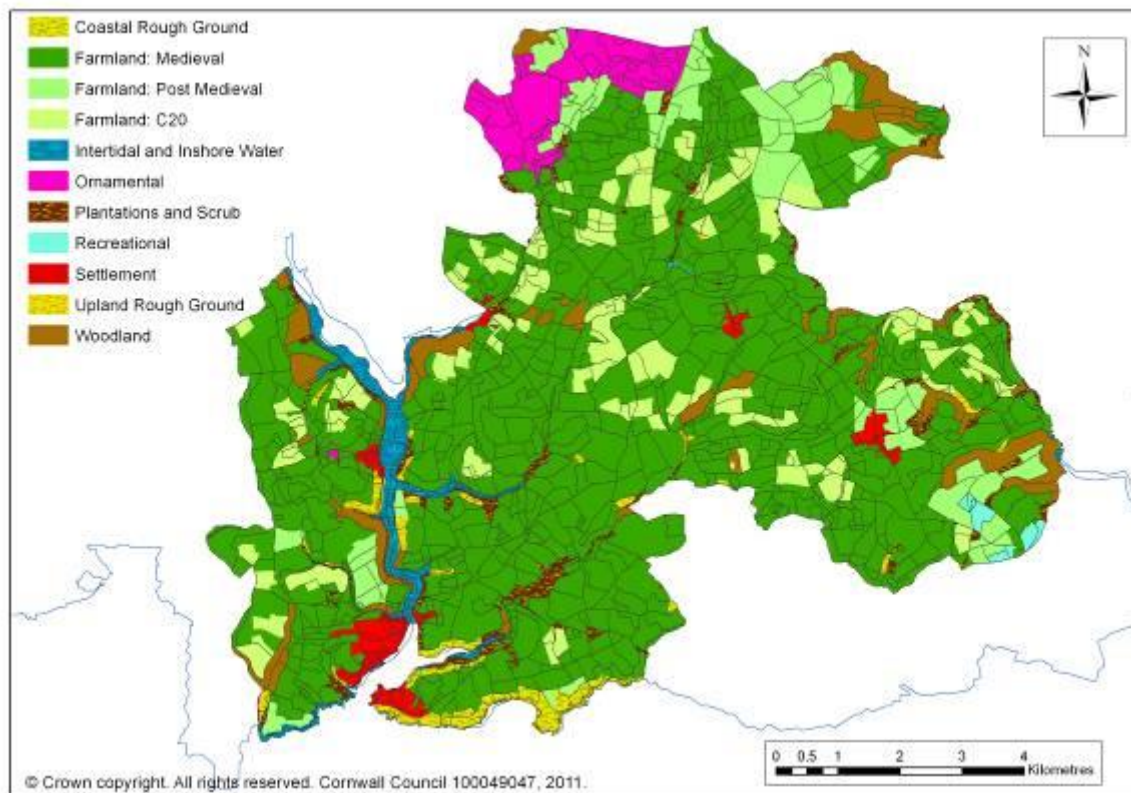 Coastal Rough Ground
Farmland: Medieval
Farmland: Post Medieval
Farmland: C20
Intertidal and Inshore Water
Ornamental
Plantations and Scrub
Recreational
Settlement
Upland Rough Ground
Woodland
N
0 0.5 1 2 3 4
Kilometres
© Crown copyright. All rights reserved. Cornwall Council 100049047, 2011.